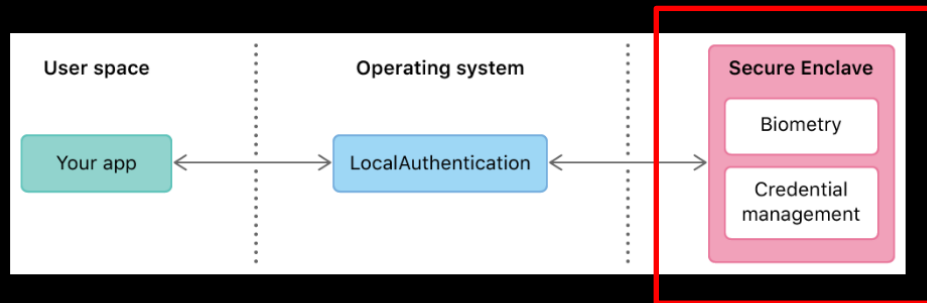 User space
Operating system
Secure Enclave
Your app
LocalAuthentication
Biometry
Credential
management